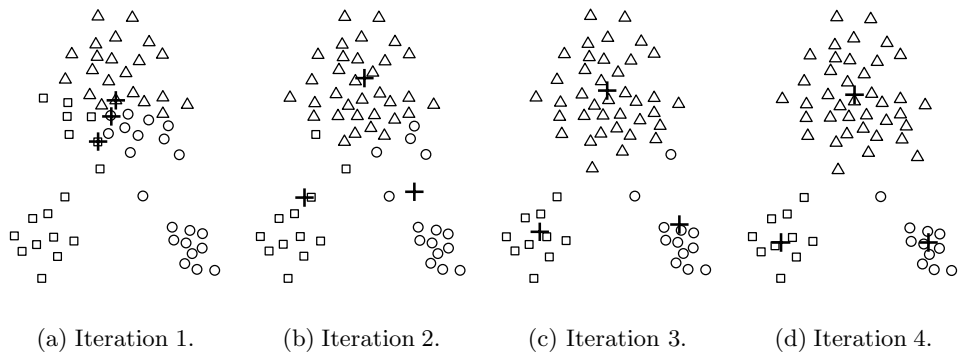 (a) Iteration 1.
(b) Iteration 2.
(c) Iteration 3.
(d) Iteration 4.